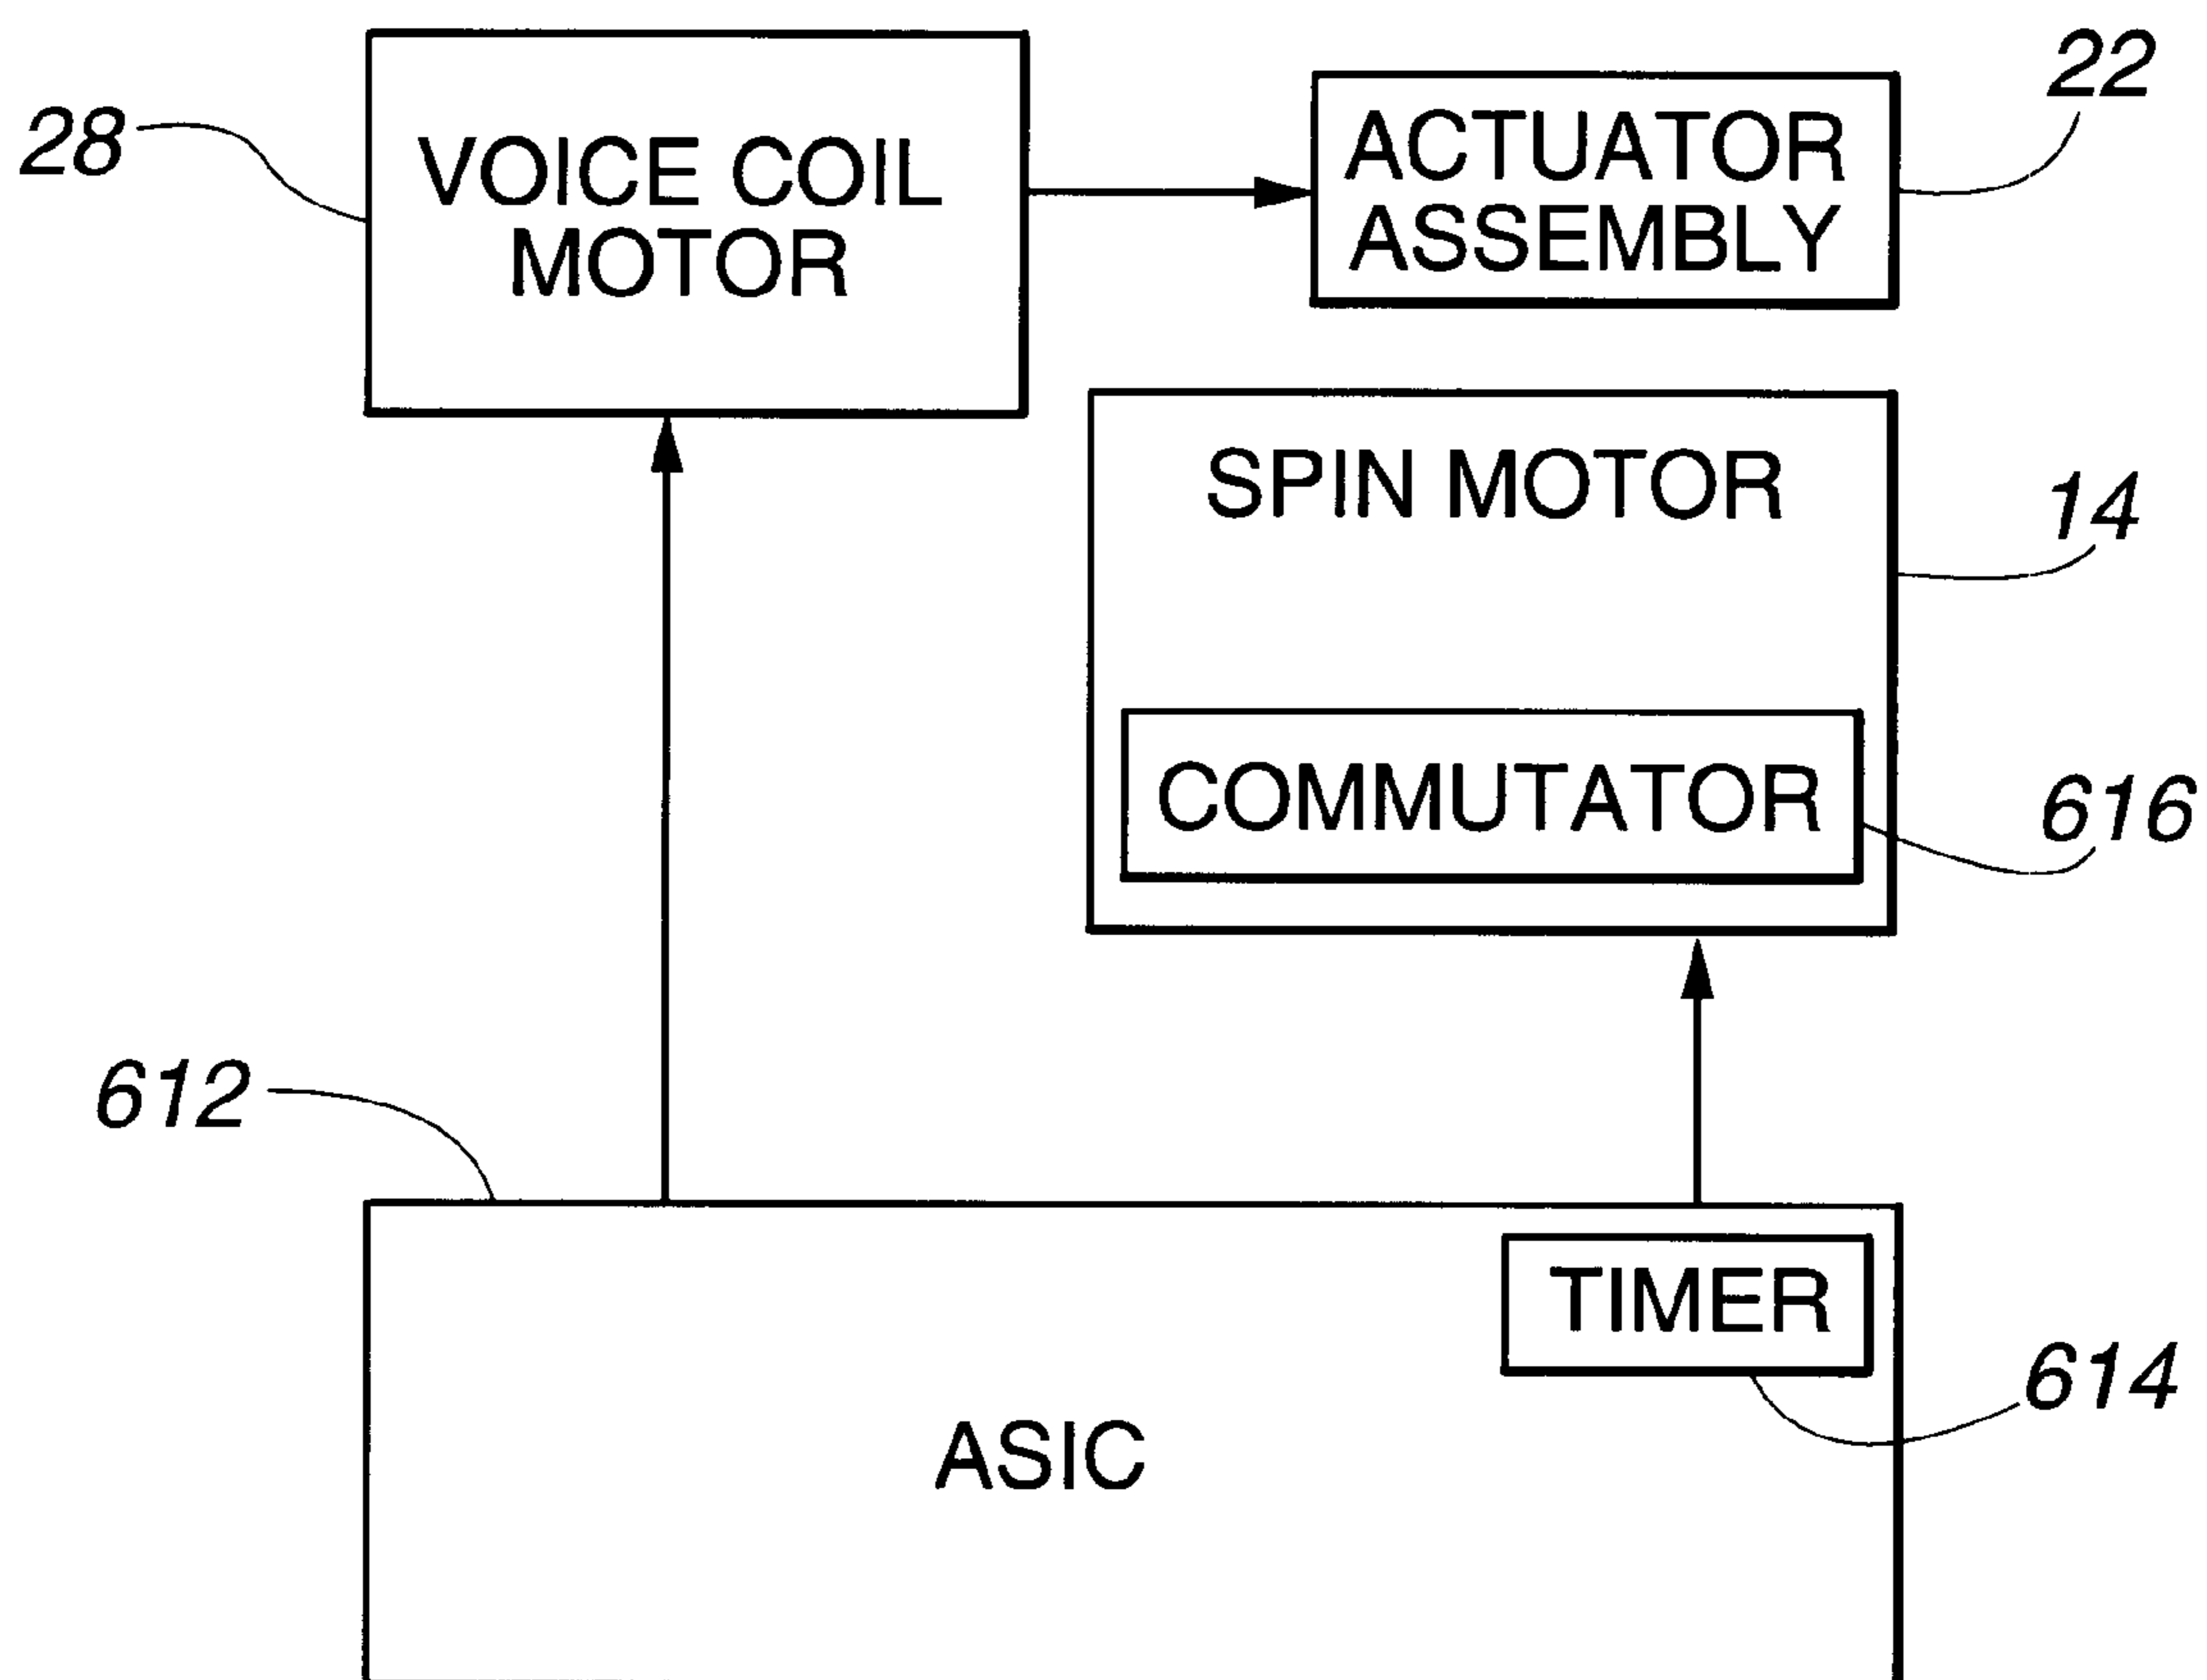 22
28
VOICE COIL
MOTOR
ACTUATOR
ASSEMBLY
SPIN MOTOR
14
COMMUTATOR
616
612
TIMER
614
ASIC